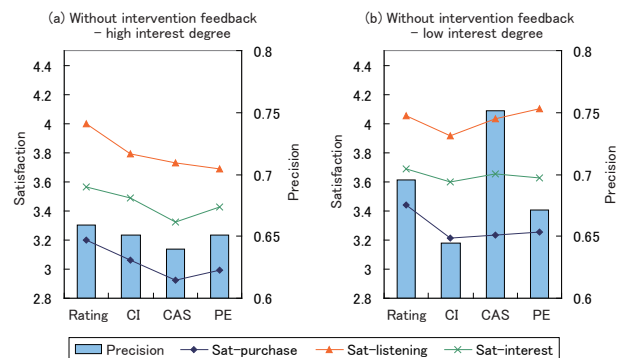 (a) Without intervention feedback
– high interest degree
(b) Without intervention feedback
– low interest degree
4.4
4.2
4
3.8
3.6
3.4
3.2
3
2.8
Satisfaction
0.8
0.75
0.7
0.65
0.6
Precision
Rating CI CAS PE
4.4
4.2
4
3.8
3.6
3.4
3.2
3
2.8
Satisfaction
0.8
0.75
0.7
0.65
0.6
Precision
Rating CI CAS PE
Precision Sat-purchase Sat-listening Sat-interest